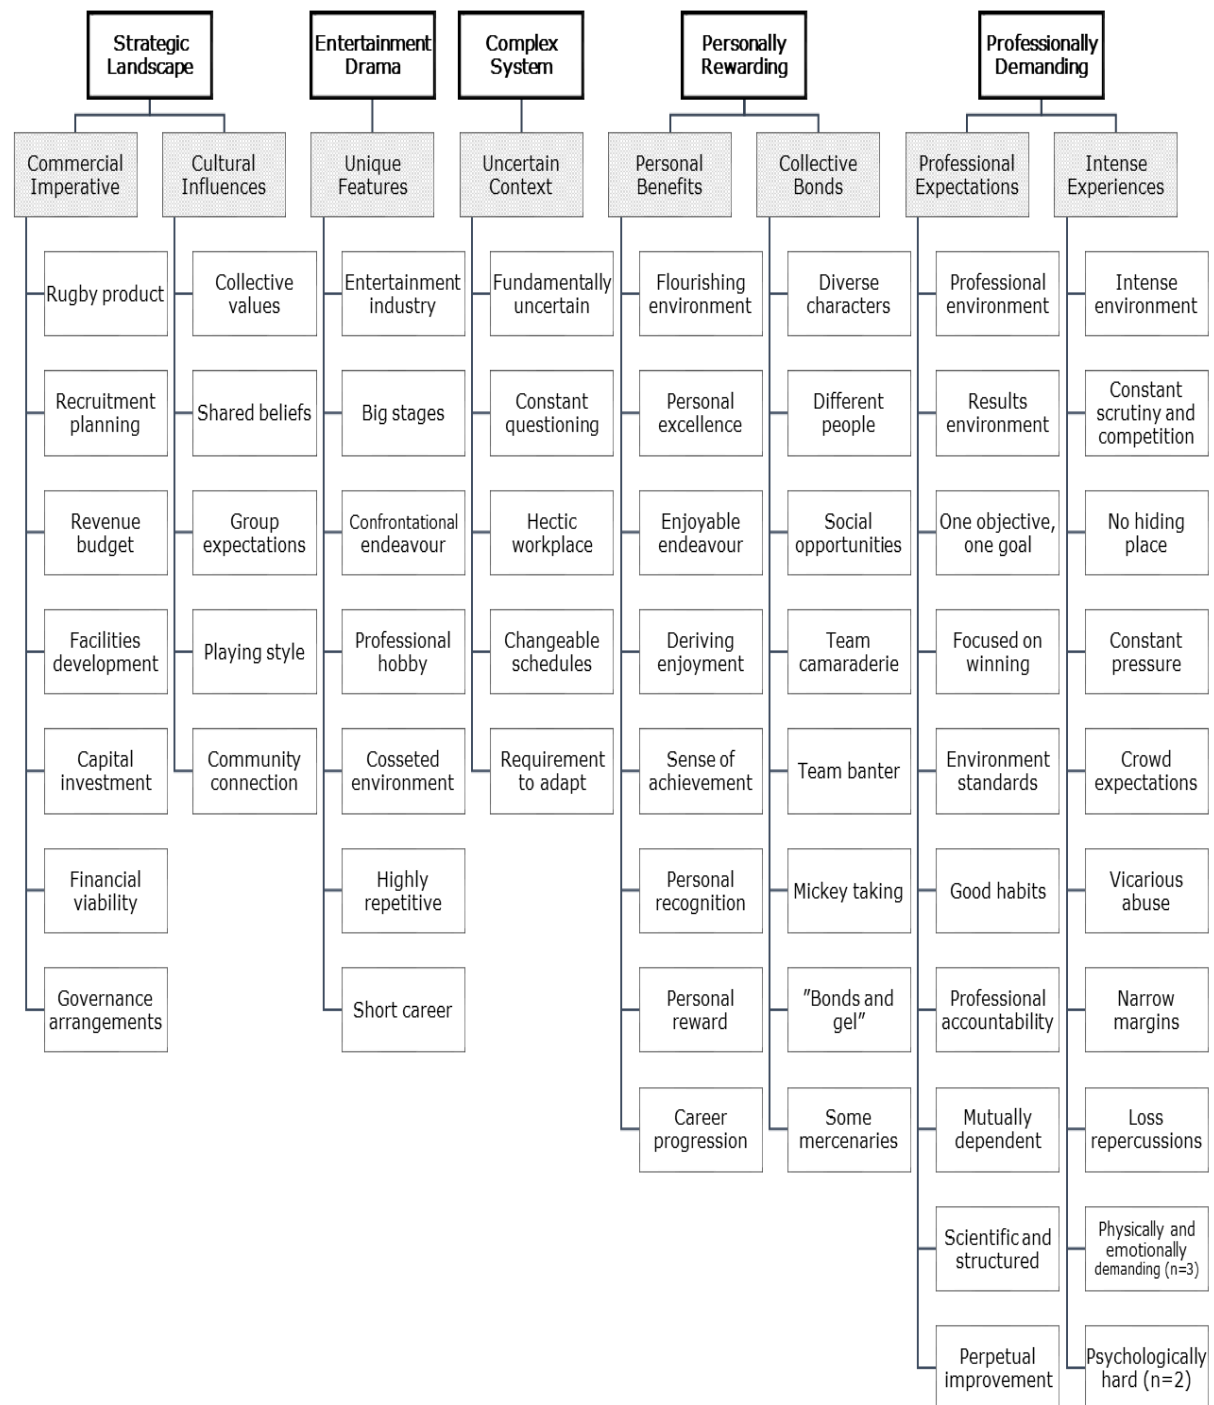 Strategic
Landscape
Entertainment
Drama
Complex
System
Personally
Rewarding
Professionally
Demanding
Commercial
Imperative
Cultural
Influences
Unique
Features
Uncertain
Context
Personal
Benefits
Collective
Bonds
Professional
Expectations
Intense
Experiences
Rugby product
Collective
values
Entertainment
industry
Fundamentally
uncertain
Flourishing
environment
Diverse
characters
Professional
environment
Intense
environment
Recruitment
planning
Shared beliefs
Big stages
Constant
questioning
Personal
excellence
Different
people
Results
environment
Constant
scrutiny and
competition
Revenue
budget
Group
expectations
Confrontational
endeavour
Hectic
workplace
Enjoyable
endeavour
Social
opportunities
One objective,
one goal
No hiding
place
Facilities
development
Playing style
Professional
hobby
Changeable
schedules
Deriving
enjoyment
Team
camaraderie
Focused on
winning
Constant
pressure
Capital
investment
Community
connection
Cosseted
environment
Requirement
to adapt
Sense of
achievement
Team banter
Environment
standards
Crowd
expectations
Financial
viability
Highly
repetitive
Personal
recognition
Mickey taking
Good habits
Vicarious
abuse
Governance
arrangements
Short career
Personal
reward
"Bonds and
gel"
Professional
accountability
Narrow
margins
Career
progression
Some
mercenaries
Mutually
dependent
Loss
repercussions
Scientific and
structured
Physically and
emotionally
demanding (n=3)
Perpetual
improvement
Psychologically
hard (n=2)